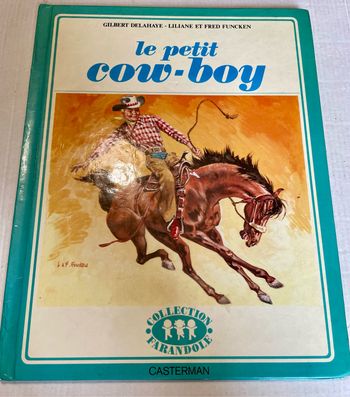 GILBERT DELAHAYE - LILIANE ET FRED FUNCKEN
le petit
cow-boy
L & F. Funcken
COLLECTION
FARANDOLE
CASTERMAN